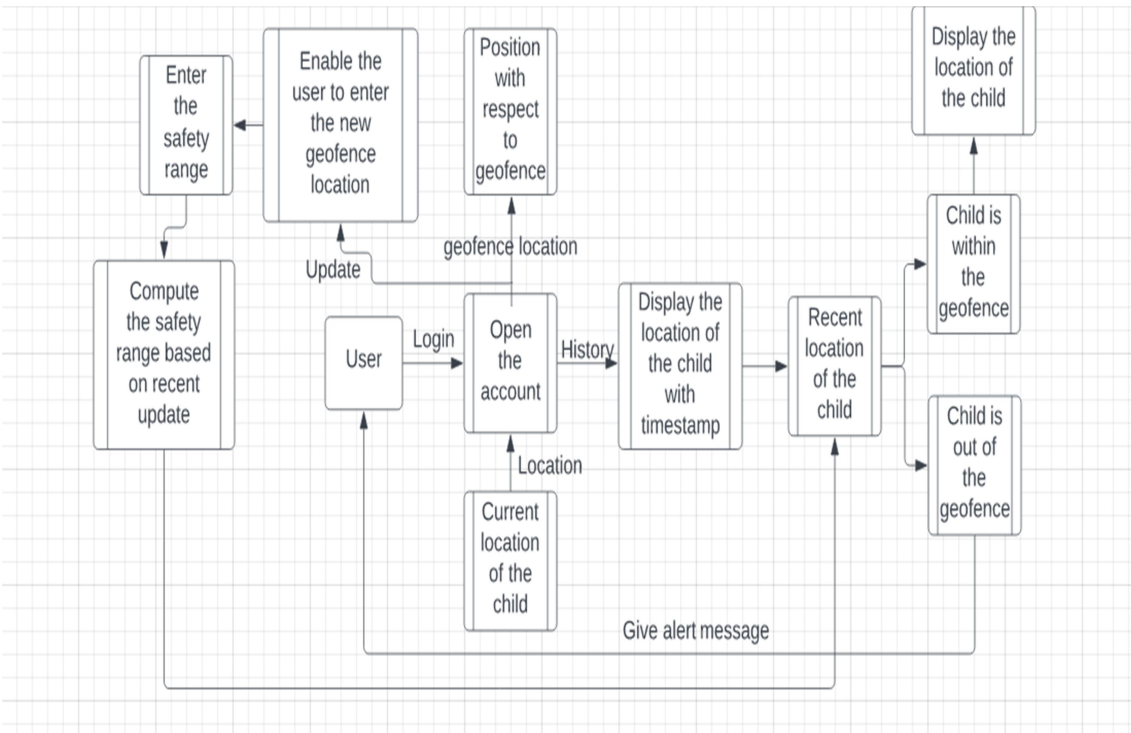 Enter
the
safety
range
Enable the
user to enter
the new
geofence
location
Position
with
respect
to
geofence
Display the
location of
the child
Child is
within
the
geofence
geofence location
Update
Compute
the safety
range based
on recent
update
User
Login
Open
the
account
History
Display the
location of
the child
with
timestamp
Recent
location
of the
child
Child is
out of
the
geofence
Location
Current
location
of the
child
Give alert message